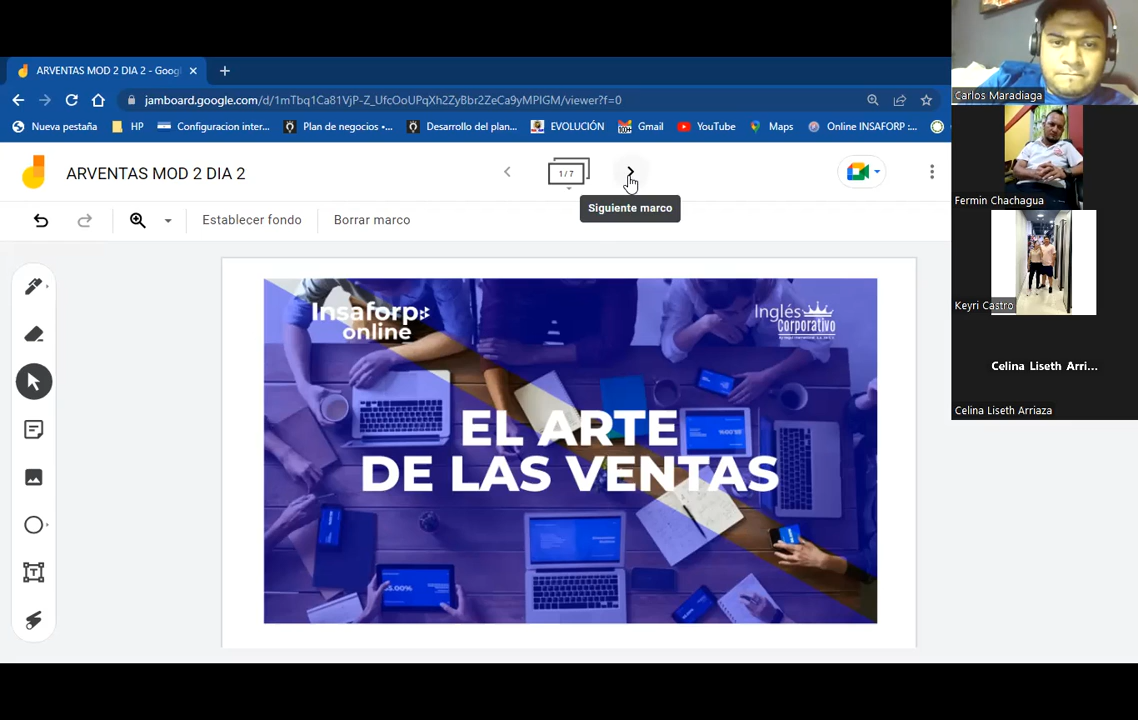 ARVENTAS MOD 2 DIA 2 - Goog
jamboard.google.com/d/1mTbq1Ca81VjP-Z_UfcOoUPqXh2ZyBbr2ZeCa9yMPIGM/viewer?f=0
Nueva pestaña
HP
Configuracion inter...
Plan de negocios •...
Desarrollo del plan...
EVOLUCIÓN
Gmail
YouTube
Maps
Online INSAFORP :...
ARVENTAS MOD 2 DIA 2
1 / 7
Siguiente marco
Establecer fondo
Borrar marco
Insaforp
online
Inglés
Corporativo
EL ARTE
DE LAS VENTAS
Carlos Maradiaga
Fermin Chachagua
Keyri Castro
Celina Liseth Arri...
Celina Liseth Arriaza